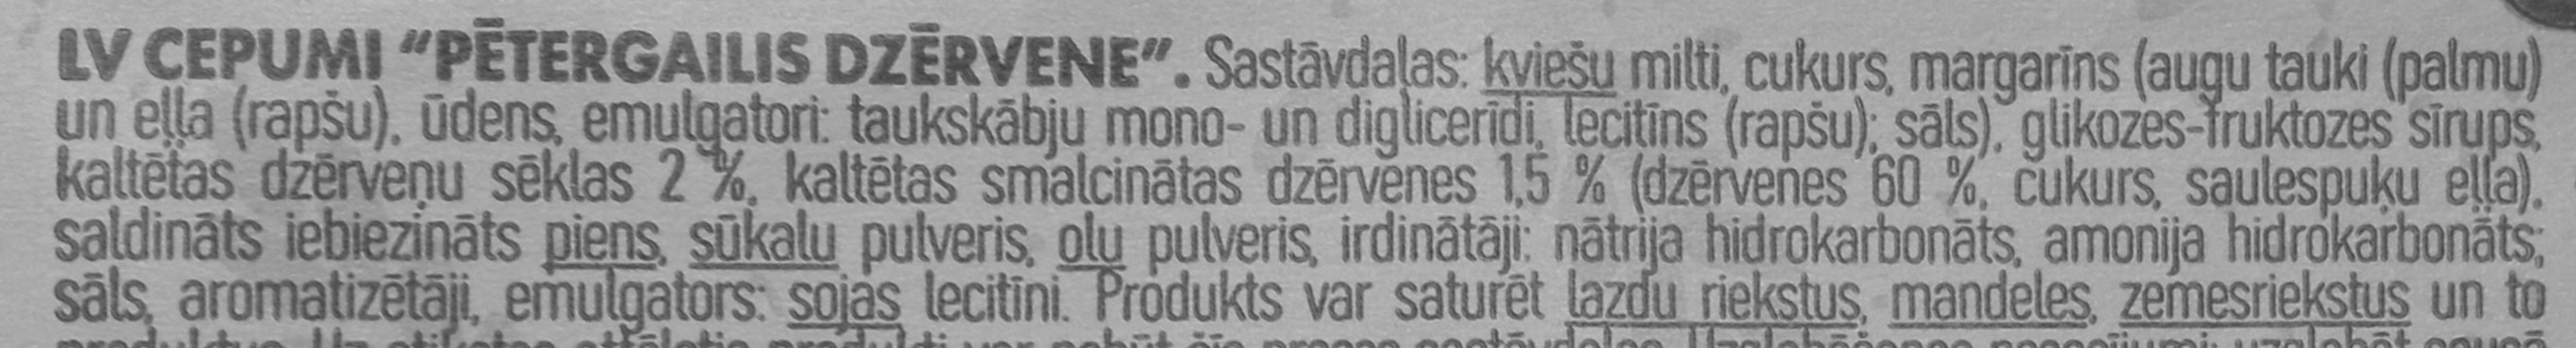 LV CEPUMI “PĒTERGAILIS DZĒRVENE”. Sastāvdaļas: kviešu milti, cukurs, margarīns (augu tauki (palmu)
un eļļa (rapšu), ūdens, emulgatori: taukskābju mono- un diglicerīdi, lecitīns (rapšu); sāls), glikozes-fruktozes sīrups,
kaltētas dzērveņu sēklas 2 %, kaltētas smalcinātas dzērvenes 1,5 % (dzērvenes 60 %, cukurs, saulespuķu eļļa),
saldināts iebiezināts piens, sūkalu pulveris, olu pulveris, irdinātāji: nātrija hidrokarbonāts, amonija hidrokarbonāts;
sāls, aromatizētāji, emulgators: sojas lecitīni. Produkts var saturēt lazdu riekstus, mandeles, zemesriekstus un to